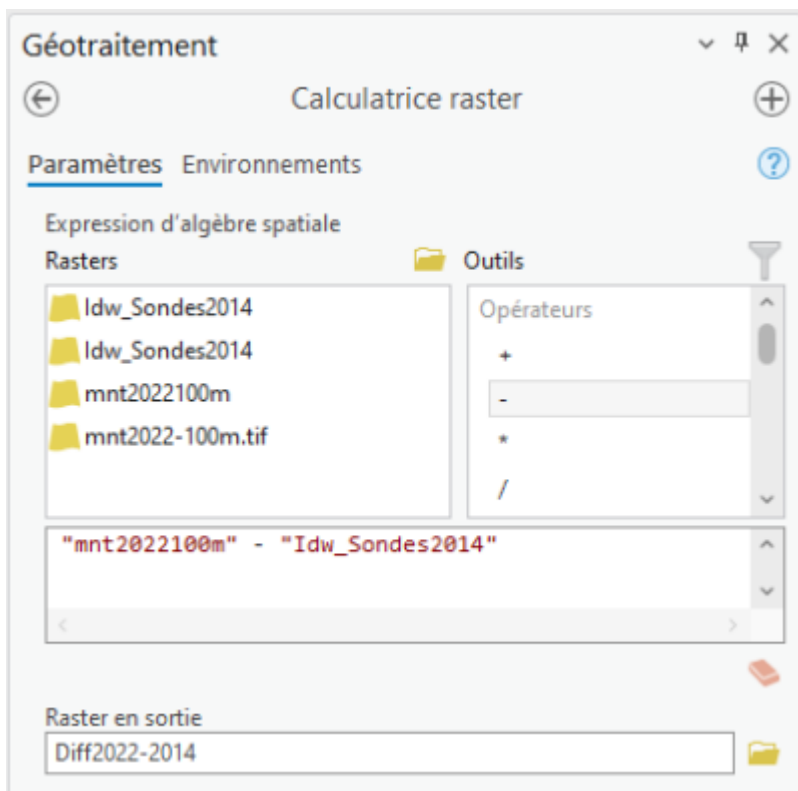 Géotraitement
Calculatrice raster
Paramètres Environnements
Expression d'algèbre spatiale
Rasters Outils
Idw_Sondes2014
Idw_Sondes2014
mnt2022100m
mnt2022-100m.tif
Opérateurs
+
-
*
/
"mnt2022100m" - "Idw_Sondes2014"
Raster en sortie
Diff2022-2014